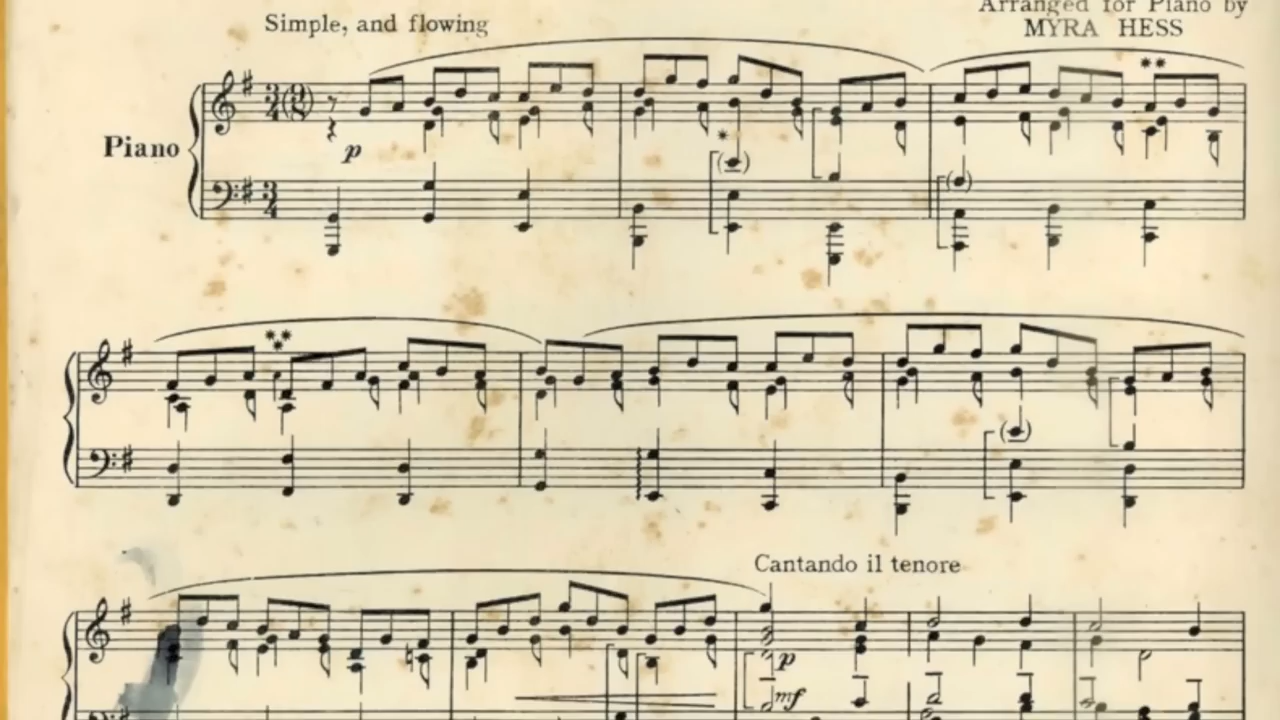 Simple, and flowing
Arranged for Piano by
MYRA HESS
Piano
p
Cantando il tenore
p
mf